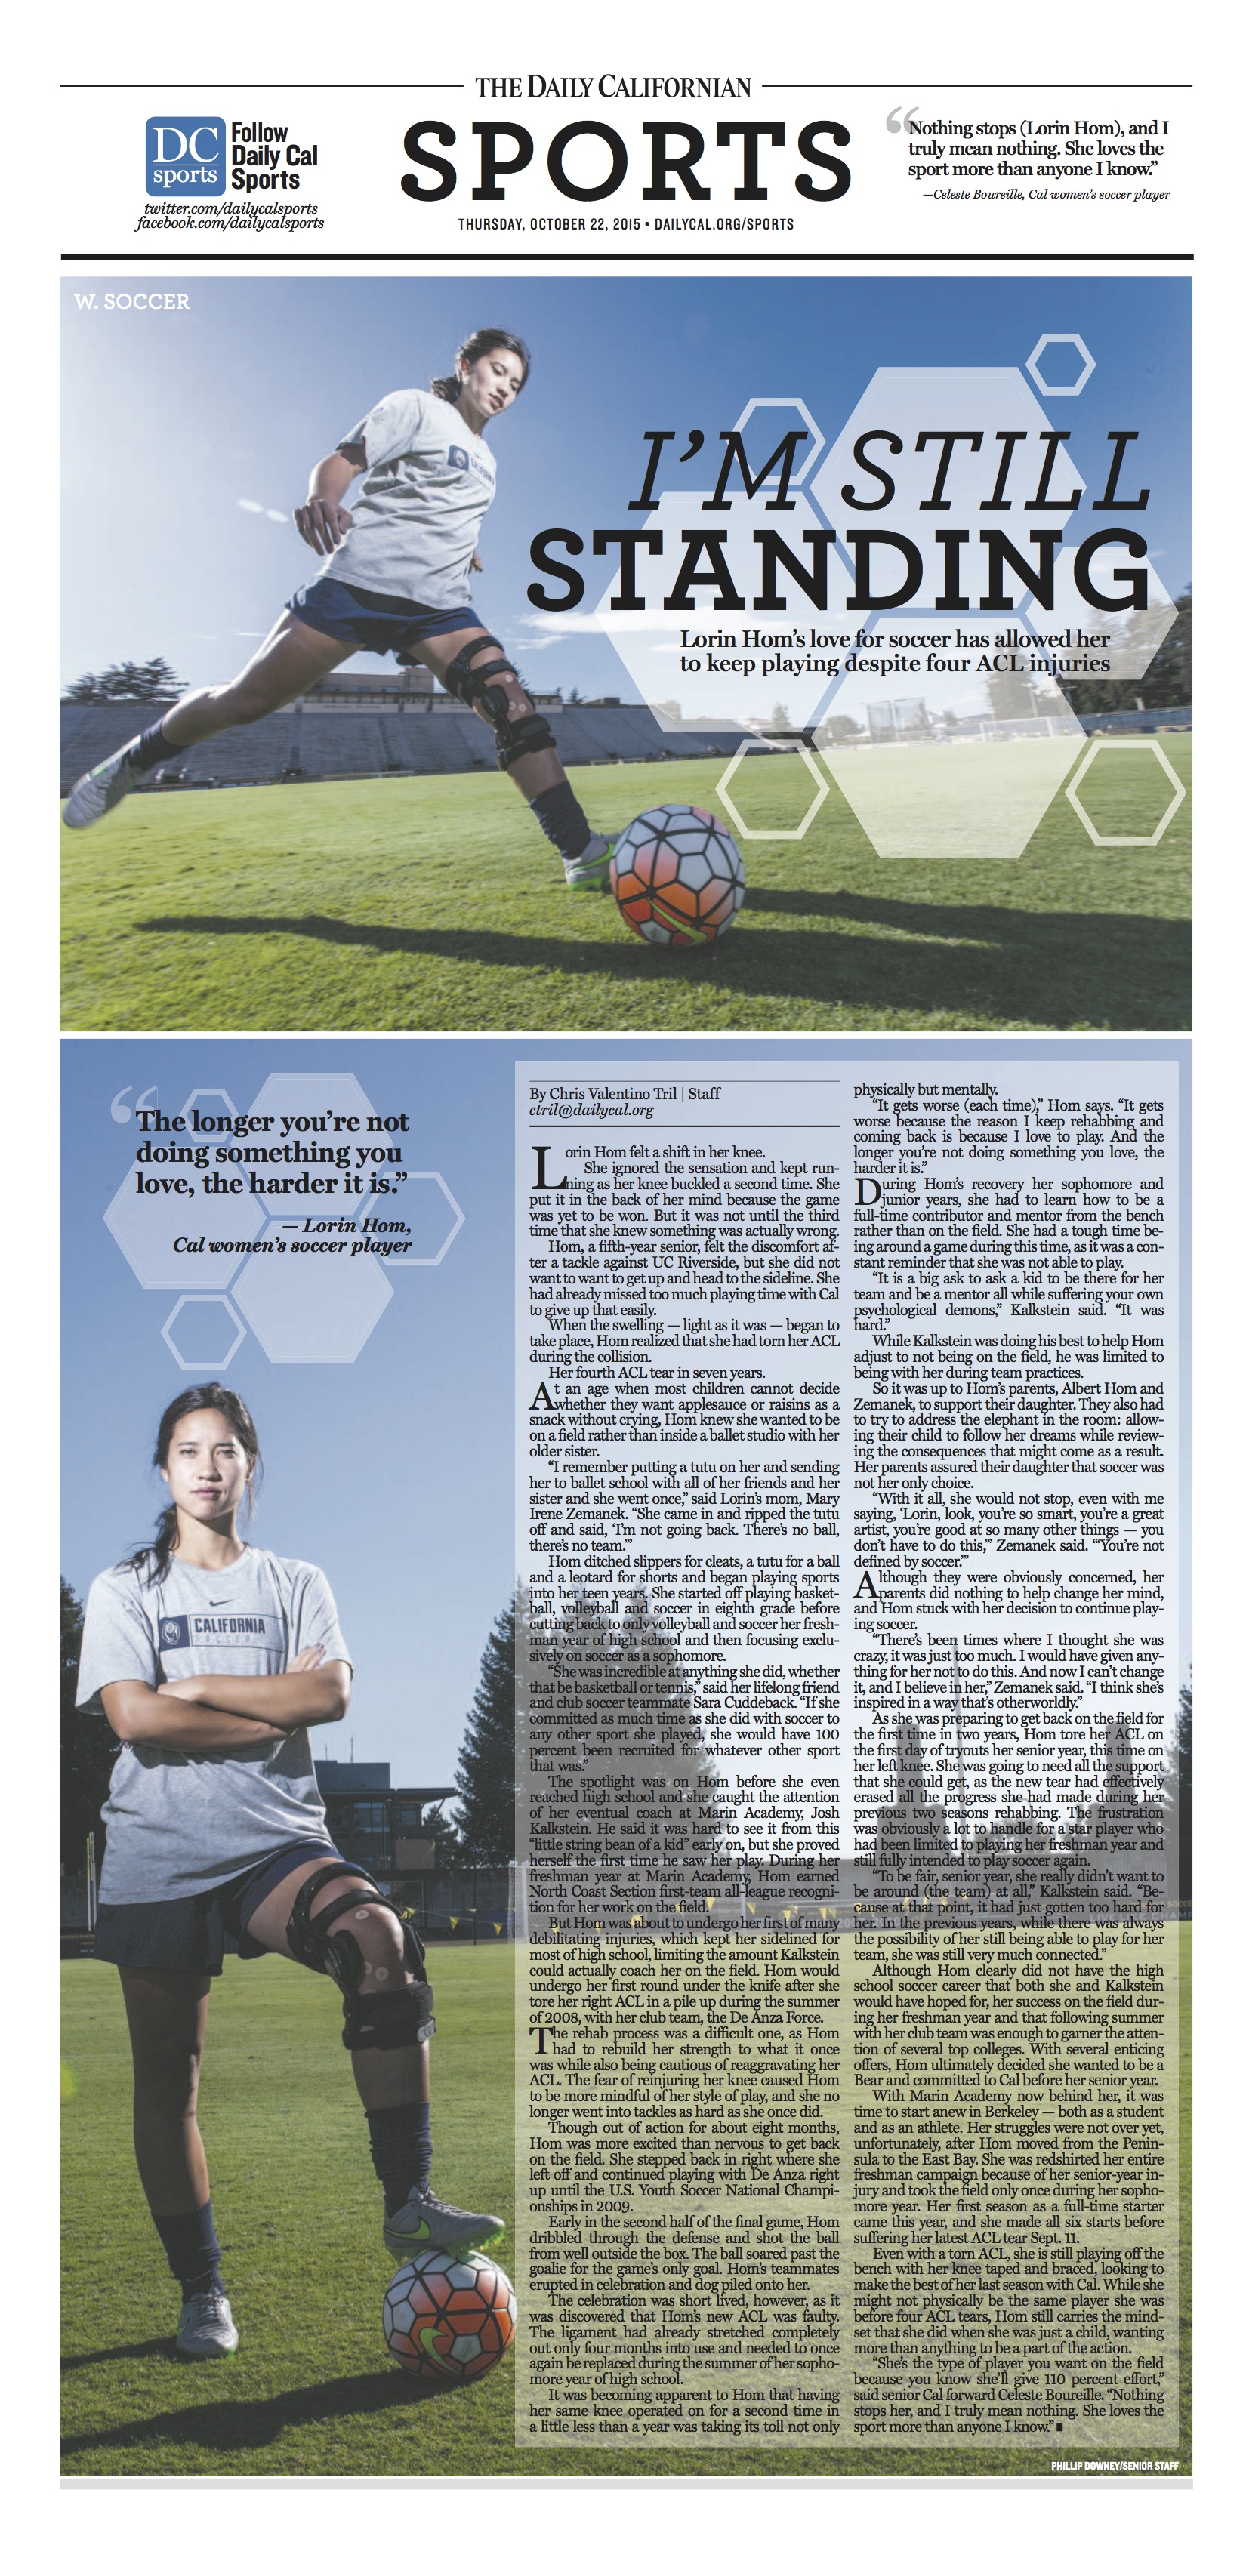 THE DAILY CALIFORNIAN
DC
sports
Follow
Daily Cal
Sports
twitter.com/dailycalsports
facebook.com/dailycalsports
SPORTS
THURSDAY, OCTOBER 22, 2015 • DAILYCAL.ORG/SPORTS
“Nothing stops (Lorin Hom), and I
truly mean nothing. She loves the
sport more than anyone I know.”
—Celeste Boureille, Cal women’s soccer player
W. SOCCER
I’M STILL
STANDING
Lorin Hom’s love for soccer has allowed her
to keep playing despite four ACL injuries
“The longer you’re not
doing something you
love, the harder it is.”
— Lorin Hom,
Cal women’s soccer player
CALIFORNIA
SOCCER
By Chris Valentino Tril | Staff
ctril@dailycal.org
Lorin Hom felt a shift in her knee.
She ignored the sensation and kept run-
ning as her knee buckled a second time. She
put it in the back of her mind because the game
was yet to be won. But it was not until the third
time that she knew something was actually wrong.
Hom, a fifth-year senior, felt the discomfort af-
ter a tackle against UC Riverside, but she did not
want to want to get up and head to the sideline. She
had already missed too much playing time with Cal
to give up that easily.
When the swelling — light as it was — began to
take place, Hom realized that she had torn her ACL
during the collision.
Her fourth ACL tear in seven years.
At an age when most children cannot decide
whether they want applesauce or raisins as a
snack without crying, Hom knew she wanted to be
on a field rather than inside a ballet studio with her
older sister.
“I remember putting a tutu on her and sending
her to ballet school with all of her friends and her
sister and she went once,” said Lorin’s mom, Mary
Irene Zemanek. “She came in and ripped the tutu
off and said, ‘I’m not going back. There’s no ball,
there’s no team.’”
Hom ditched slippers for cleats, a tutu for a ball
and a leotard for shorts and began playing sports
into her teen years. She started off playing basket-
ball, volleyball and soccer in eighth grade before
cutting back to only volleyball and soccer her fresh-
man year of high school and then focusing exclu-
sively on soccer as a sophomore.
“She was incredible at anything she did, whether
that be basketball or tennis,” said her lifelong friend
and club soccer teammate Sara Cuddeback. “If she
committed as much time as she did with soccer to
any other sport she played, she would have 100
percent been recruited for whatever other sport
that was.”
The spotlight was on Hom before she even
reached high school and she caught the attention
of her eventual coach at Marin Academy, Josh
Kalkstein. He said it was hard to see it from this
“little string bean of a kid” early on, but she proved
herself the first time he saw her play. During her
freshman year at Marin Academy, Hom earned
North Coast Section first-team all-league recogni-
tion for her work on the field.
But Hom was about to undergo her first of many
debilitating injuries, which kept her sidelined for
most of high school, limiting the amount Kalkstein
could actually coach her on the field. Hom would
undergo her first round under the knife after she
tore her right ACL in a pile up during the summer
of 2008, with her club team, the De Anza Force.
The rehab process was a difficult one, as Hom
had to rebuild her strength to what it once
was while also being cautious of reaggravating her
ACL. The fear of reinjuring her knee caused Hom
to be more mindful of her style of play, and she no
longer went into tackles as hard as she once did.
Though out of action for about eight months,
Hom was more excited than nervous to get back
on the field. She stepped back in right where she
left off and continued playing with De Anza right
up until the U.S. Youth Soccer National Champi-
onships in 2009.
Early in the second half of the final game, Hom
dribbled through the defense and shot the ball
from well outside the box. The ball soared past the
goalie for the game’s only goal. Hom’s teammates
erupted in celebration and dog piled onto her.
The celebration was short lived, however, as it
was discovered that Hom’s new ACL was faulty.
The ligament had already stretched completely
out only four months into use and needed to once
again be replaced during the summer of her sopho-
more year of high school.
It was becoming apparent to Hom that having
her same knee operated on for a second time in
a little less than a year was taking its toll not only
physically but mentally.
“It gets worse (each time),” Hom says. “It gets
worse because the reason I keep rehabbing and
coming back is because I love to play. And the
longer you’re not doing something you love, the
harder it is.”
During Hom’s recovery her sophomore and
junior years, she had to learn how to be a
full-time contributor and mentor from the bench
rather than on the field. She had a tough time be-
ing around a game during this time, as it was a con-
stant reminder that she was not able to play.
“It is a big ask to ask a kid to be there for her
team and be a mentor all while suffering your own
psychological demons,” Kalkstein said. “It was
hard.”
While Kalkstein was doing his best to help Hom
adjust to not being on the field, he was limited to
being with her during team practices.
So it was up to Hom’s parents, Albert Hom and
Zemanek, to support their daughter. They also had
to try to address the elephant in the room: allow-
ing their child to follow her dreams while review-
ing the consequences that might come as a result.
Her parents assured their daughter that soccer was
not her only choice.
“With it all, she would not stop, even with me
saying, ‘Lorin, look, you’re so smart, you’re a great
artist, you’re good at so many other things — you
don’t have to do this,’” Zemanek said. “‘You’re not
defined by soccer.’”
Although they were obviously concerned, her
parents did nothing to help change her mind,
and Hom stuck with her decision to continue play-
ing soccer.
“There’s been times where I thought she was
crazy, it was just too much. I would have given any-
thing for her not to do this. And now I can’t change
it, and I believe in her,” Zemanek said. “I think she’s
inspired in a way that’s otherworldly.”
As she was preparing to get back on the field for
the first time in two years, Hom tore her ACL on
the first day of tryouts her senior year, this time on
her left knee. She was going to need all the support
that she could get, as the new tear had effectively
erased all the progress she had made during her
previous two seasons rehabbing. The frustration
was obviously a lot to handle for a star player who
had been limited to playing her freshman year and
still fully intended to play soccer again.
“To be fair, senior year, she really didn’t want to
be around (the team) at all,” Kalkstein said. “Be-
cause at that point, it had just gotten too hard for
her. In the previous years, while there was always
the possibility of her still being able to play for her
team, she was still very much connected.”
Although Hom clearly did not have the high
school soccer career that both she and Kalkstein
would have hoped for, her success on the field dur-
ing her freshman year and that following summer
with her club team was enough to garner the atten-
tion of several top colleges. With several enticing
offers, Hom ultimately decided she wanted to be a
Bear and committed to Cal before her senior year.
With Marin Academy now behind her, it was
time to start anew in Berkeley — both as a student
and as an athlete. Her struggles were not over yet,
unfortunately, after Hom moved from the Penin-
sula to the East Bay. She was redshirted her entire
freshman campaign because of her senior-year in-
jury and took the field only once during her sopho-
more year. Her first season as a full-time starter
came this year, and she made all six starts before
suffering her latest ACL tear Sept. 11.
Even with a torn ACL, she is still playing off the
bench with her knee taped and braced, looking to
make the best of her last season with Cal. While she
might not physically be the same player she was
before four ACL tears, Hom still carries the mind-
set that she did when she was just a child, wanting
more than anything to be a part of the action.
“She’s the type of player you want on the field
because you know she’ll give 110 percent effort,”
said senior Cal forward Celeste Boureille. “Nothing
stops her, and I truly mean nothing. She loves the
sport more than anyone I know.” ■
PHILLIP DOWNEY/SENIOR STAFF